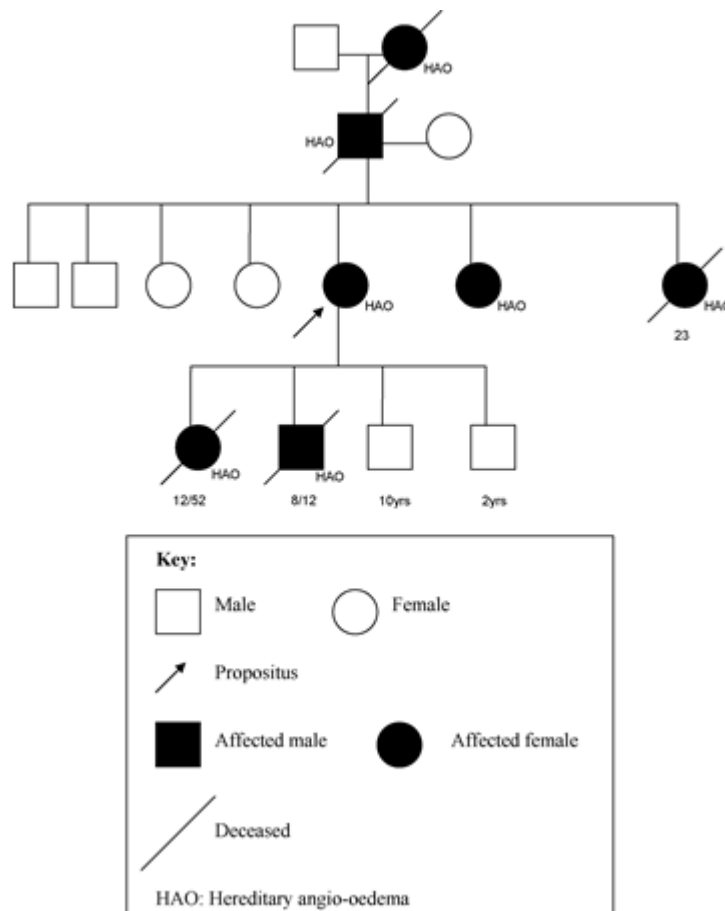 HAO
HAO
HAO
HAO
HAO
23
HAO
HAO
12/52
8/12
10yrs
2yrs
Key:
Male
Female
Propositus
Affected male
Affected female
Deceased
HAO: Hereditary angio-oedema